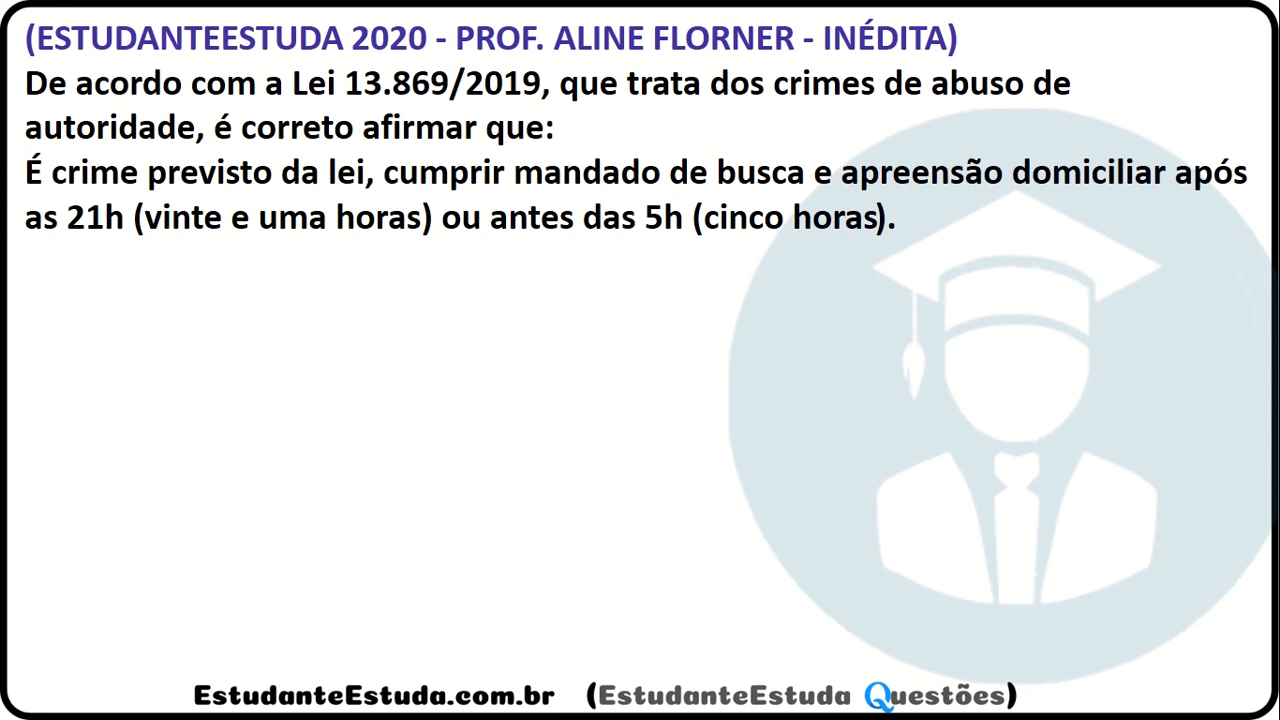 (ESTUDANTEESTUDA 2020 - PROF. ALINE FLORNER - INÉDITA)
De acordo com a Lei 13.869/2019, que trata dos crimes de abuso de
autoridade, é correto afirmar que:
É crime previsto da lei, cumprir mandado de busca e apreensão domiciliar após
as 21h (vinte e uma horas) ou antes das 5h (cinco horas).
EstudanteEstuda.com.br (EstudanteEstuda Questões)